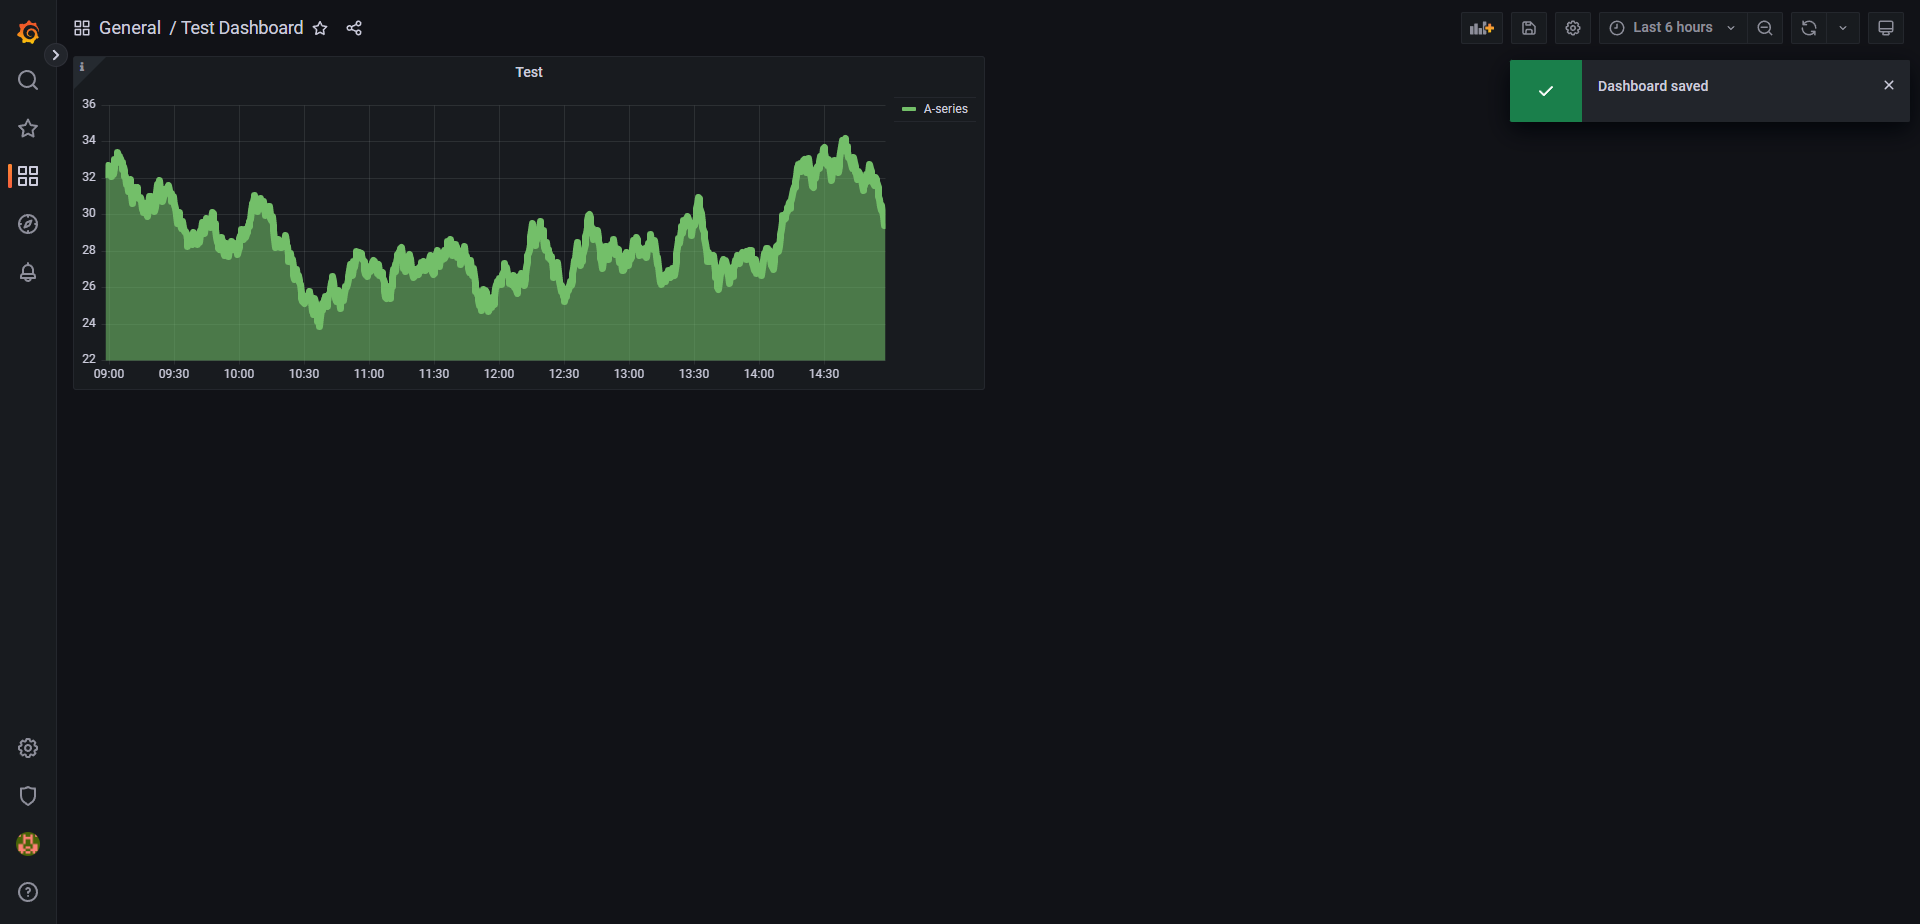 General / Test Dashboard
Last 6 hours
Dashboard saved
i
Test
A-series
36
34
32
30
28
26
24
22
09:00 09:30 10:00 10:30 11:00 11:30 12:00 12:30 13:00 13:30 14:00 14:30